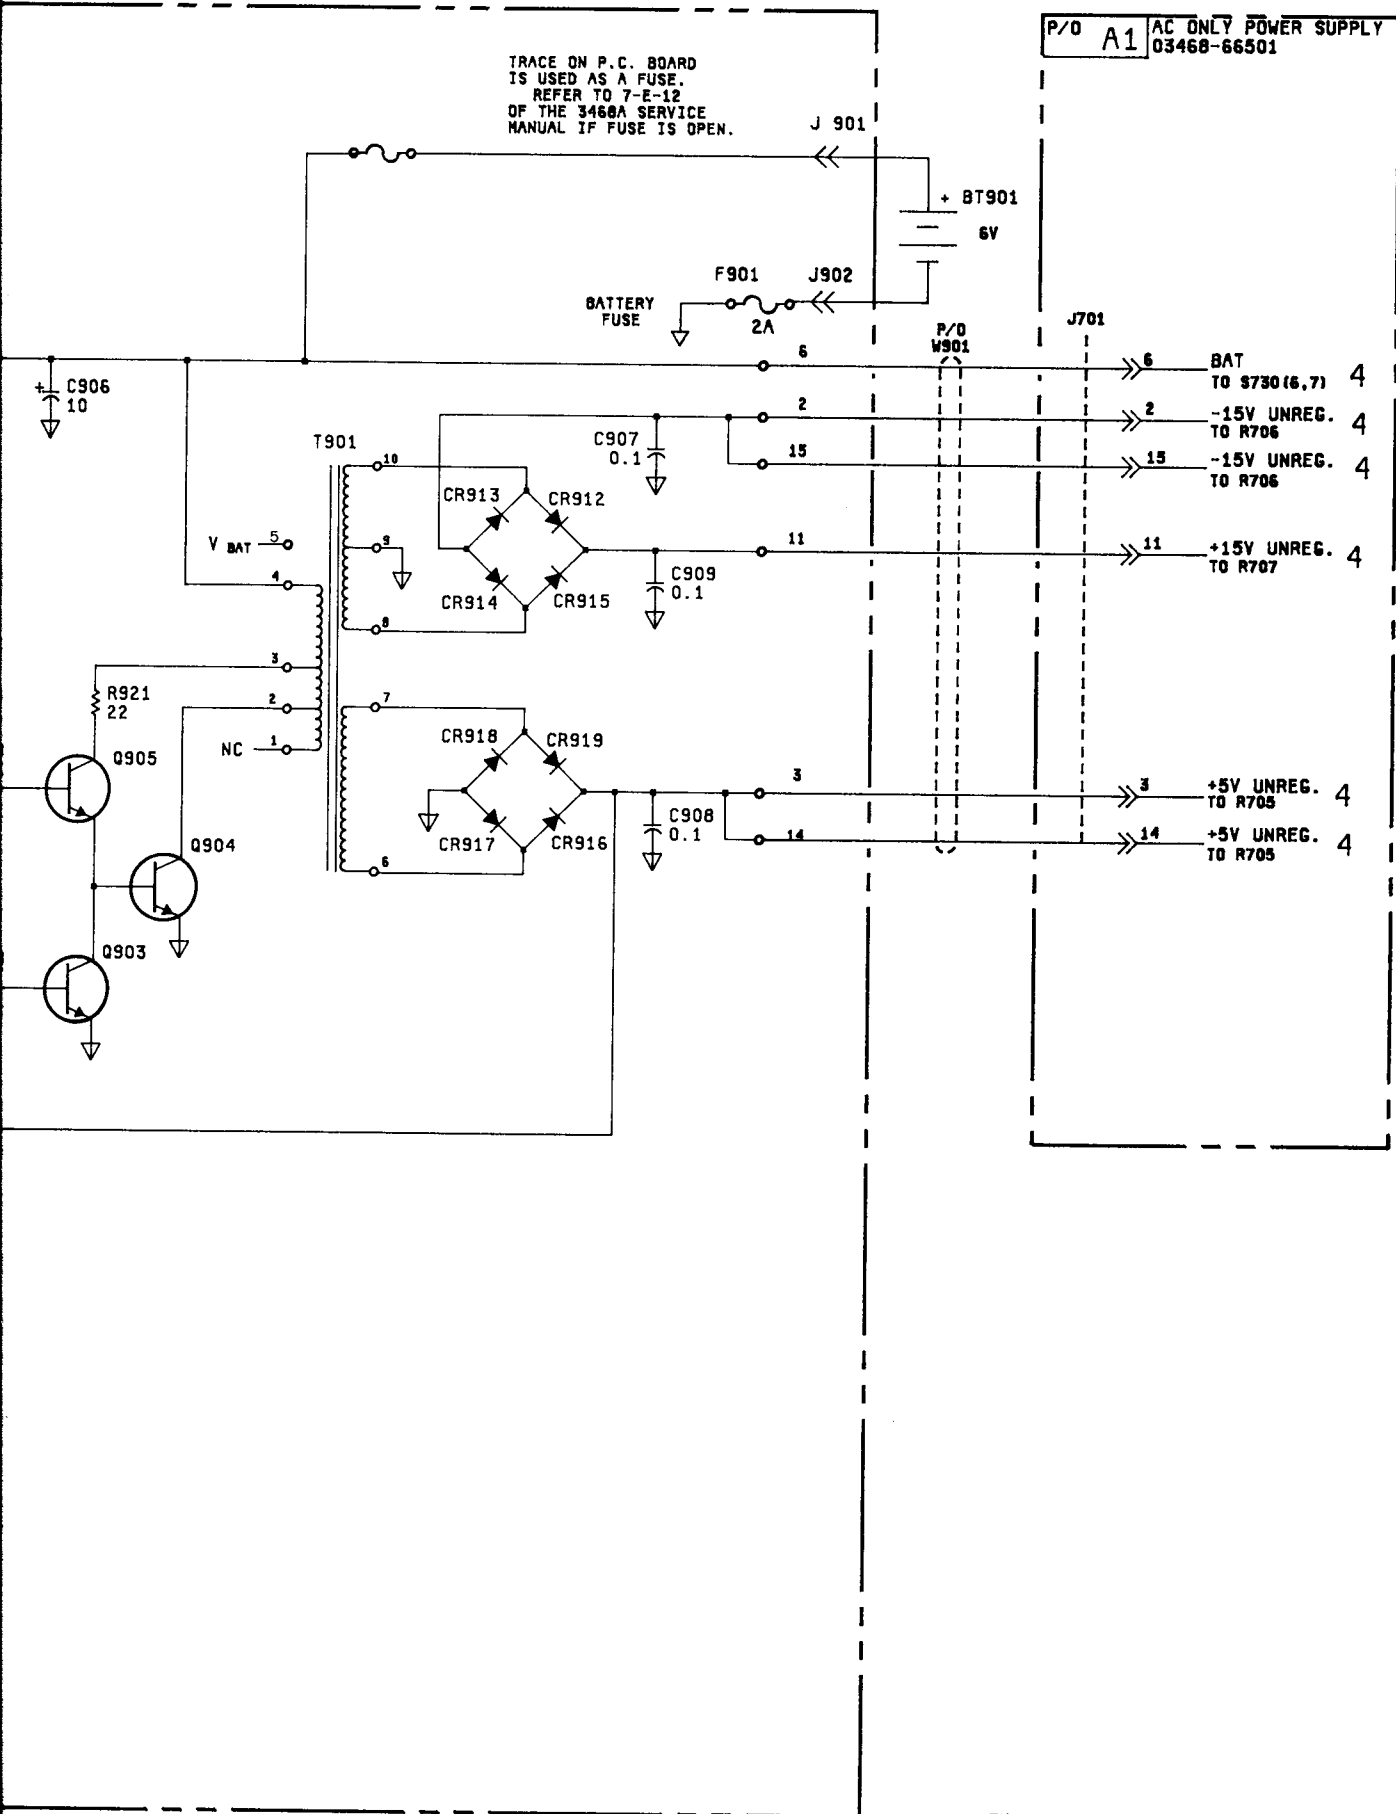 P/O A1 AC ONLY POWER SUPPLY
03468-66501
TRACE ON P.C. BOARD
IS USED AS A FUSE.
REFER TO 7-E-12
OF THE 3468A SERVICE
MANUAL IF FUSE IS OPEN.
J 901
+ BT901
6V
F901 J902
BATTERY
FUSE
2A
P/O
W901
J701
6
6
BAT
TO S730(6,7) 4
+ C906
10
2
2
-15V UNREG.
TO R706 4
C907
0.1
15
15
-15V UNREG.
TO R706 4
T901
10
CR913 CR912
V BAT 5
9
11
11
+15V UNREG.
TO R707 4
4
C909
0.1
CR914 CR915
8
3
R921
22
2
7
NC 1
CR918 CR919
Q905
3
3
+5V UNREG.
TO R705 4
C908
0.1
14
14
+5V UNREG.
TO R705 4
CR917 CR916
Q904
6
Q903